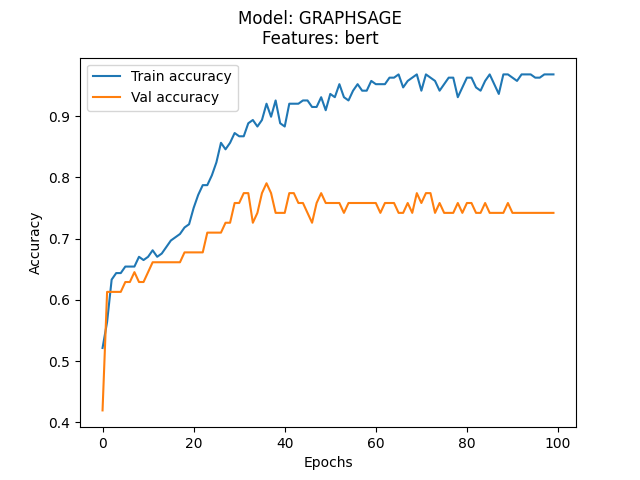 Model: GRAPHSAGE
Features: bert
Train accuracy
Val accuracy
0.9
0.8
0.7
0.6
0.5
0.4
Accuracy
0 20 40 60 80 100
Epochs